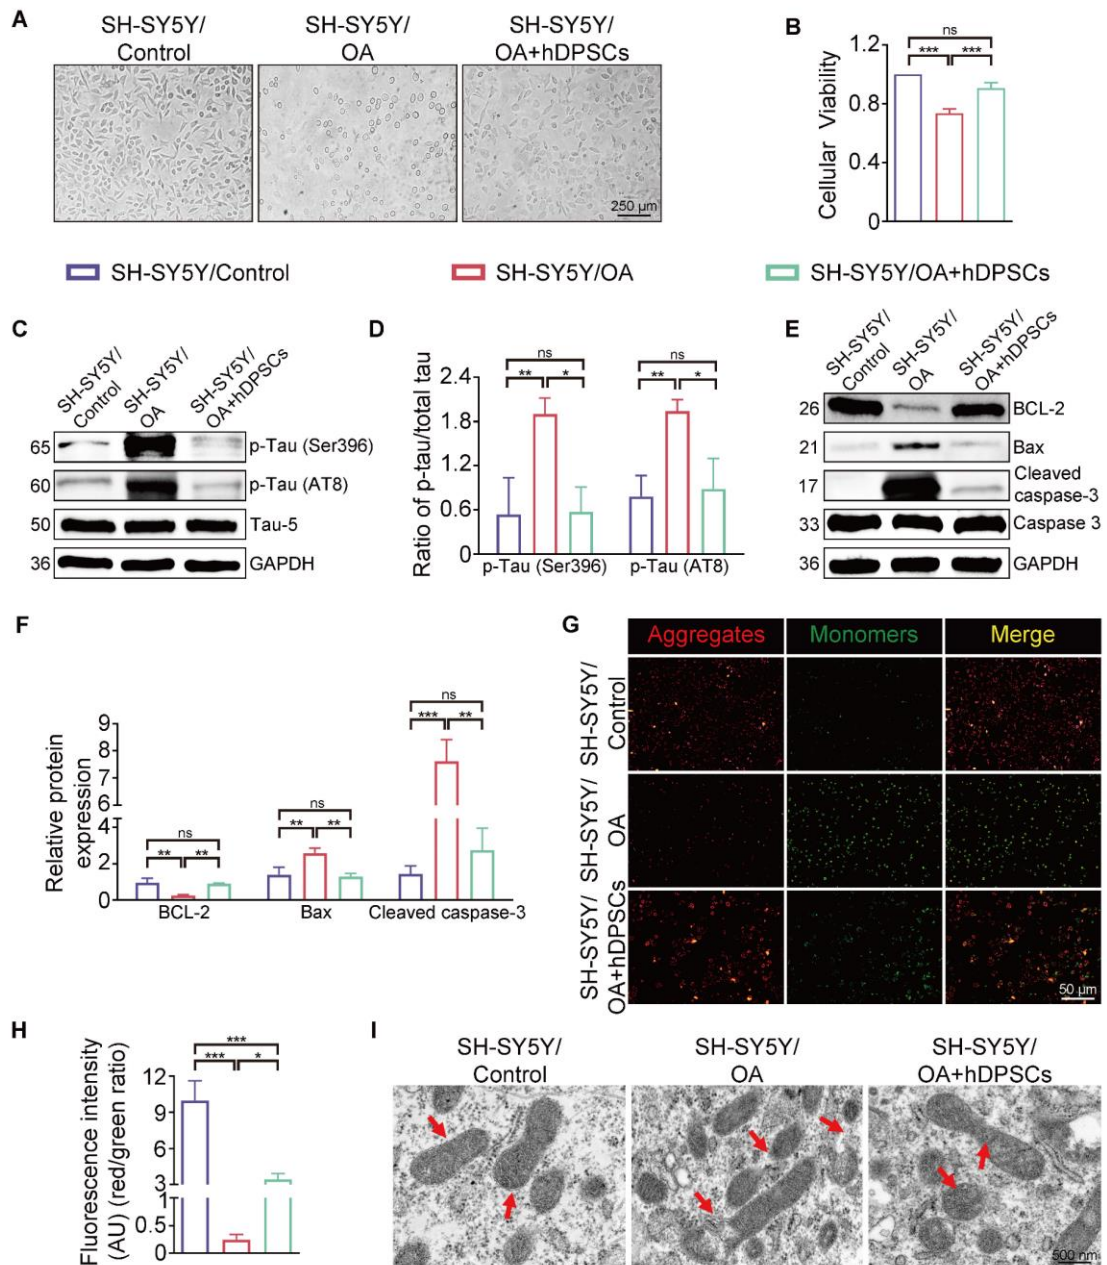 A
SH-SY5Y/
Control
SH-SY5Y/
OA
SH-SY5Y/
OA+hDPSCs
250 µm
B
Cellular Viability
1.2
0.8
0.4
0
ns
*** ***
SH-SY5Y/Control
SH-SY5Y/OA
SH-SY5Y/OA+hDPSCs
C
SH-SY5Y/
Control
SH-SY5Y/
OA
SH-SY5Y/
OA+hDPSCs
65 p-Tau (Ser396)
60 p-Tau (AT8)
50 Tau-5
36 GAPDH
D
Ratio of p-tau/total tau
2.4
1.8
1.2
0.6
0
ns
** *
ns
** *
p-Tau (Ser396)
p-Tau (AT8)
E
SH-SY5Y/
Control
SH-SY5Y/
OA
SH-SY5Y/
OA+hDPSCs
26 BCL-2
21 Bax
17 Cleaved
caspase-3
33 Caspase 3
36 GAPDH
F
Relative protein
expression
9
8
7
6
4
2
0
ns
** **
ns
** **
ns
*** **
BCL-2
Bax
Cleaved caspase-3
G
Aggregates
Monomers
Merge
SH-SY5Y/
Control
SH-SY5Y/
OA
SH-SY5Y/
OA+hDPSCs
50 µm
H
Fluorescence intensity
(AU) (red/green ratio)
12
9
6
3
1
0.5
0
***
*** *
I
SH-SY5Y/
Control
SH-SY5Y/
OA
SH-SY5Y/
OA+hDPSCs
500 nm